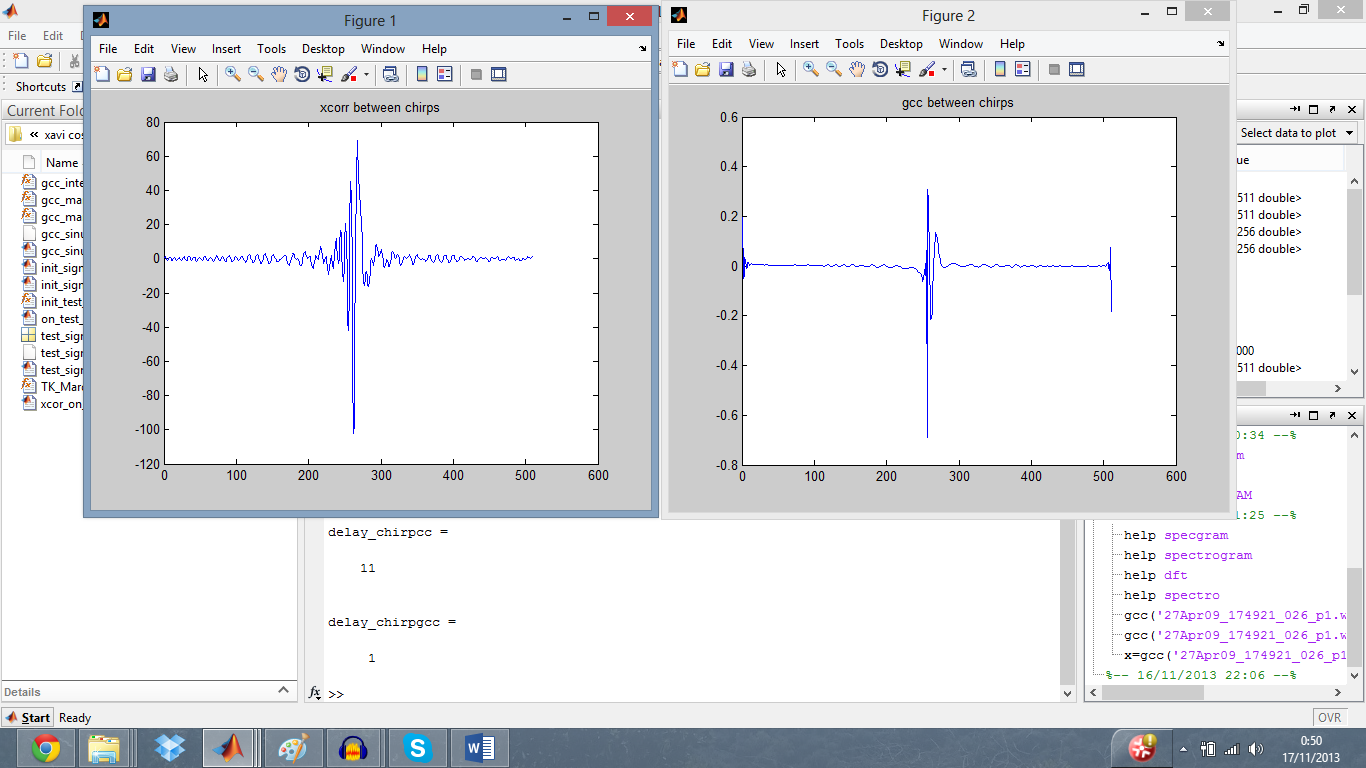 Figure 1
File Edit View Insert Tools Desktop Window Help
xcorr between chirps
80
60
40
20
0
-20
-40
-60
-80
-100
-120
0 100 200 300 400 500 600
Figure 2
File Edit View Insert Tools Desktop Window Help
gcc between chirps
0.6
0.4
0.2
0
-0.2
-0.4
-0.6
-0.8
0 100 200 300 400 500 600
File Edit
Shortcuts
Current Fold
« xavi cos
Name
gcc_inte
gcc_ma
gcc_ma
gcc_sinu
gcc_sinu
init_sign
init_sign
init_test_
on_test_
test_sign
test_sign
test_sign
TK_Marc
xcor_on_
Details
delay_chirpcc =
11
delay_chirpgcc =
1
fx >>
Select data to plot
ue
511 double>
511 double>
256 double>
256 double>
000
511 double>
0:34 --%
m
AM
1:25 --%
help specgram
help spectrogram
help dft
help spectro
gcc('27Apr09_174921_026_p1.w
gcc('27Apr09_174921_026_p1.w
x=gcc('27Apr09_174921_026_p1
%-- 16/11/2013 22:06 --%
Start Ready
OVR
0:50
17/11/2013